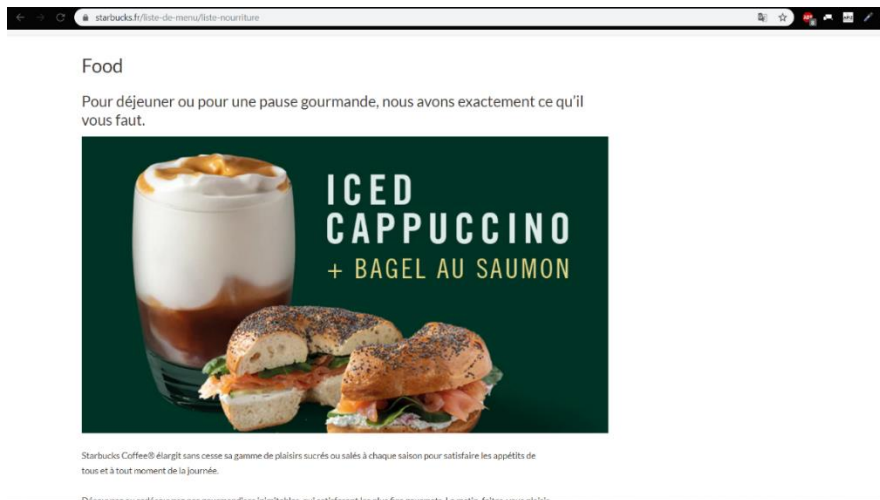 starbucks.fr/liste-de-menu/liste-nourriture
Food
Pour déjeuner ou pour une pause gourmande, nous avons exactement ce qu'il
vous faut.
ICED
CAPPUCCINO
+ BAGEL AU SAUMON
Starbucks Coffee® élargit sans cesse sa gamme de plaisirs sucrés ou salés à chaque saison pour satisfaire les appétits de
tous et à tout moment de la journée.